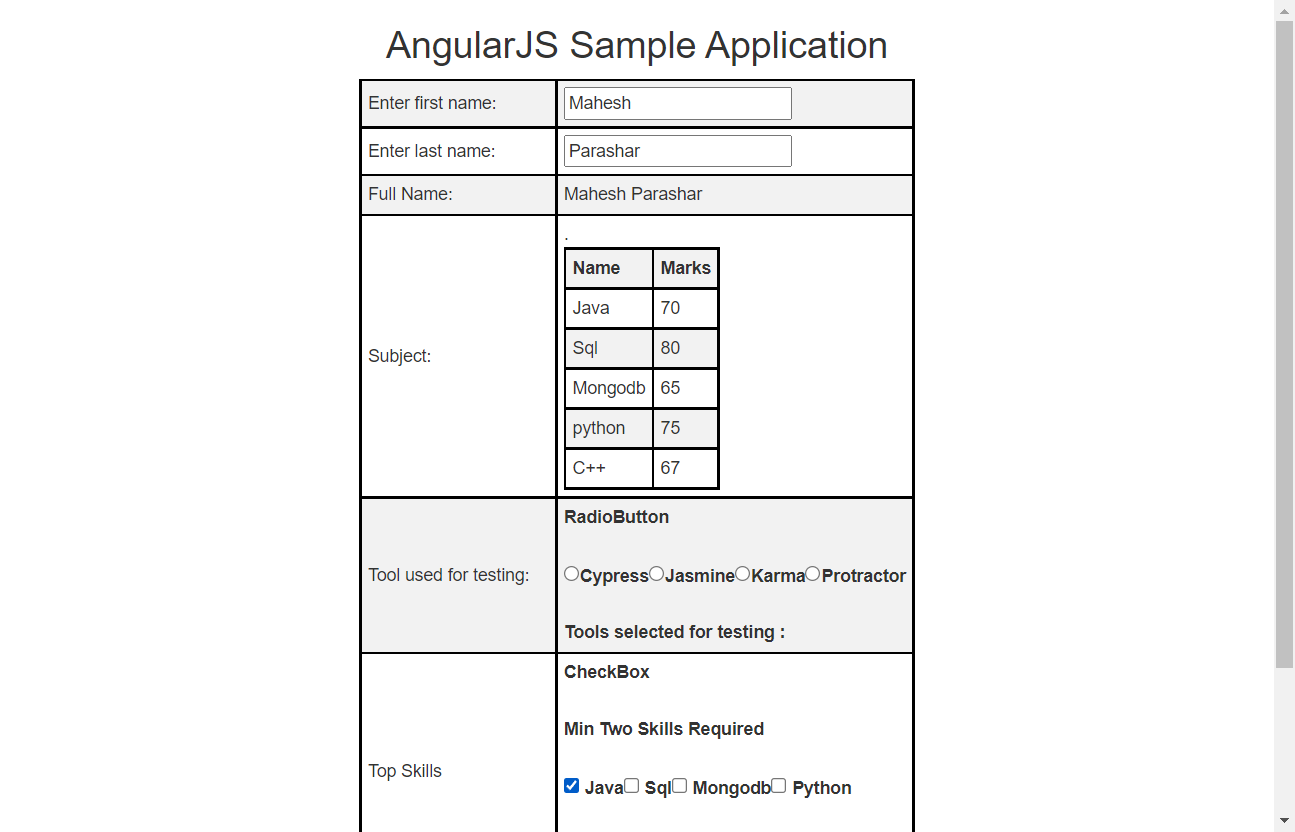 AngularJS Sample Application
Enter first name: Mahesh
Enter last name: Parashar
Full Name: Mahesh Parashar
.
Name Marks
Java 70
Sql 80
Subject:
Mongodb 65
python 75
C++ 67
RadioButton
Tool used for testing:
Cypress Jasmine Karma Protractor
Tools selected for testing :
CheckBox
Min Two Skills Required
Top Skills
Java Sql Mongodb Python